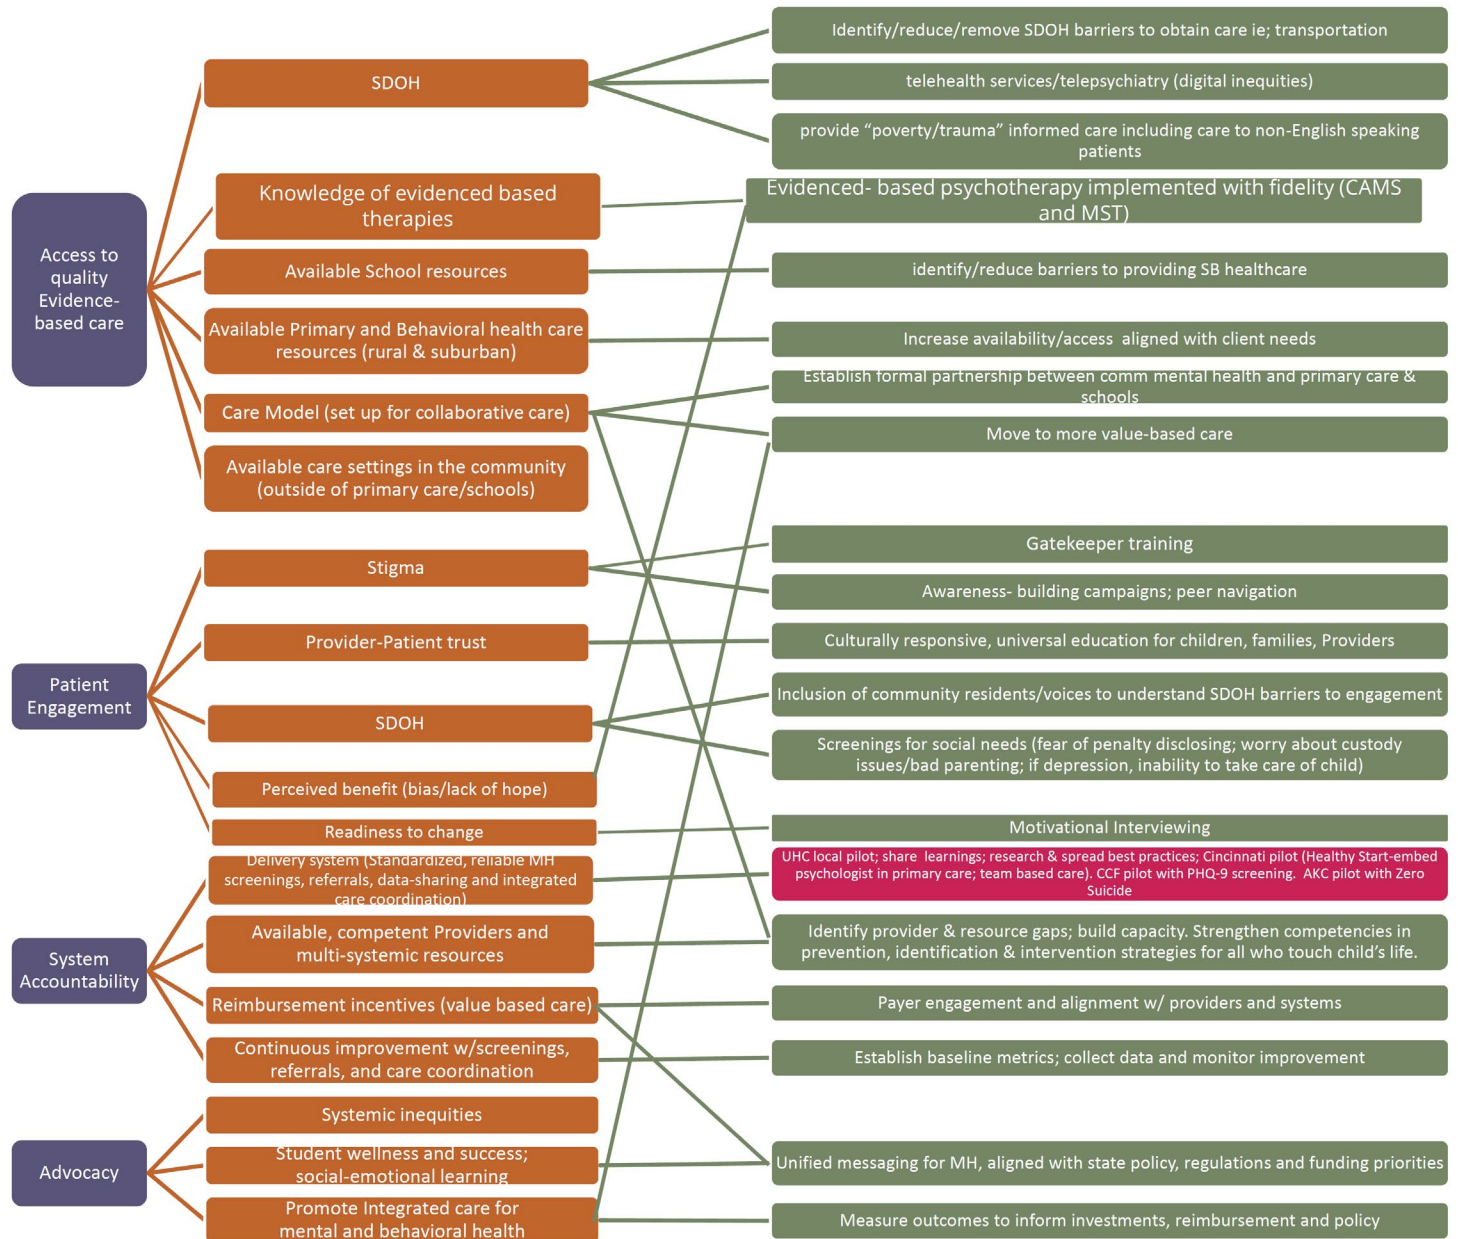 Access to
quality
Evidence-
based care
Patient
Engagement
System
Accountability
Advocacy
SDOH
Knowledge of evidenced based
therapies
Available School resources
Available Primary and Behavioral health care
resources (rural & suburban)
Care Model (set up for collaborative care)
Available care settings in the community
(outside of primary care/schools)
Stigma
Provider-Patient trust
SDOH
Perceived benefit (bias/lack of hope)
Readiness to change
Delivery system (Standardized, reliable MH
screenings, referrals, data-sharing and integrated
care coordination)
Available, competent Providers and
multi-systemic resources
Reimbursement incentives (value based care)
Continuous improvement w/screenings,
referrals, and care coordination
Systemic inequities
Student wellness and success;
social-emotional learning
Promote Integrated care for
mental and behavioral health
Identify/reduce/remove SDOH barriers to obtain care ie; transportation
telehealth services/telepsychiatry (digital inequities)
provide “poverty/trauma” informed care including care to non-English speaking
patients
Evidenced- based psychotherapy implemented with fidelity (CAMS
and MST)
identify/reduce barriers to providing SB healthcare
Increase availability/access aligned with client needs
Establish formal partnership between comm mental health and primary care &
schools
Move to more value-based care
Gatekeeper training
Awareness- building campaigns; peer navigation
Culturally responsive, universal education for children, families, Providers
Inclusion of community residents/voices to understand SDOH barriers to engagement
Screenings for social needs (fear of penalty disclosing; worry about custody
issues/bad parenting; if depression, inability to take care of child)
Motivational Interviewing
UHC local pilot; share learnings; research & spread best practices; Cincinnati pilot (Healthy Start-embed
psychologist in primary care; team based care). CCF pilot with PHQ-9 screening. AKC pilot with Zero
Suicide
Identify provider & resource gaps; build capacity. Strengthen competencies in
prevention, identification & intervention strategies for all who touch child’s life.
Payer engagement and alignment w/ providers and systems
Establish baseline metrics; collect data and monitor improvement
Unified messaging for MH, aligned with state policy, regulations and funding priorities
Measure outcomes to inform investments, reimbursement and policy